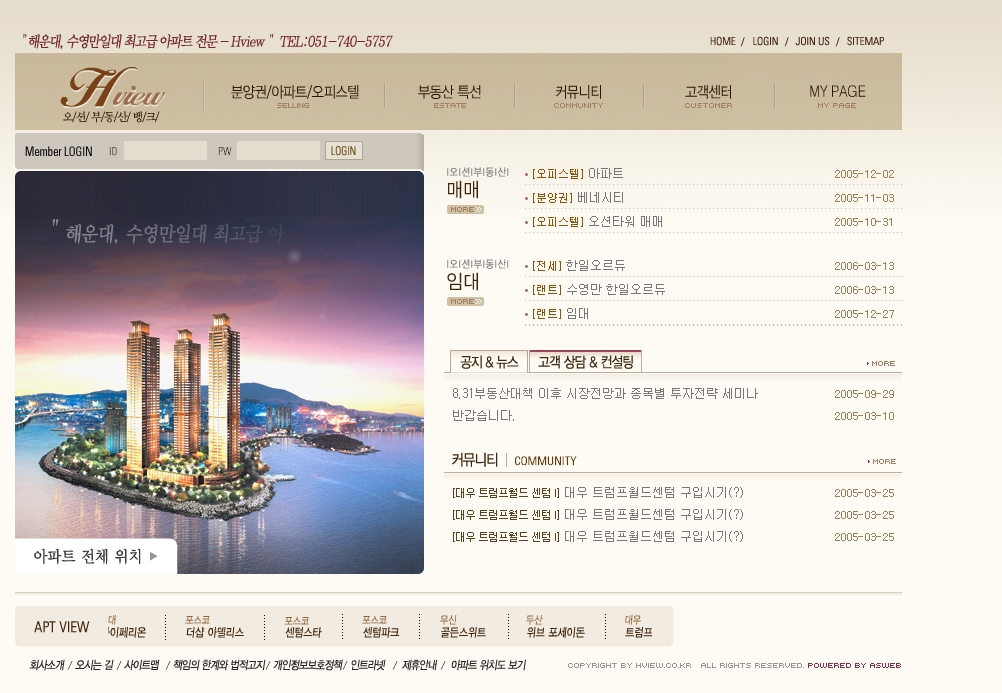 "해운대, 수영만일대 최고급 아파트 전문 - Hview " TEL:051-740-5757
HOME / LOGIN / JOIN US / SITEMAP
Hview
오/션/부/동/산/뱅/크/
분양권/아파트/오피스텔
SELLING
부동산 특선
ESTATE
커뮤니티
COMMUNITY
고객센터
CUSTOMER
MY PAGE
MY PAGE
Member LOGIN ID PW LOGIN
" 해운대, 수영만일대 최고급 아
아파트 전체 위치
|오|션|부|동|산|
매매
MORE
[오피스텔] 아파트 2005-12-02
[분양권] 베네시티 2005-11-03
[오피스텔] 오션타워 매매 2005-10-31
|오|션|부|동|산|
임대
MORE
[전세] 한일오르듀 2006-03-13
[랜트] 수영만 한일오르듀 2006-03-13
[랜트] 임대 2005-12-27
공지 & 뉴스 고객 상담 & 컨설팅 MORE
8.31부동산대책 이후 시장전망과 종목별 투자전략 세미나 2005-09-29
반갑습니다. 2005-03-10
커뮤니티 | COMMUNITY MORE
[대우 트럼프월드 센텀 I] 대우 트럼프월드센텀 구입시기(?) 2005-03-25
[대우 트럼프월드 센텀 I] 대우 트럼프월드센텀 구입시기(?) 2005-03-25
[대우 트럼프월드 센텀 I] 대우 트럼프월드센텀 구입시기(?) 2005-03-25
APT VIEW
대
이페리온
포스코
더샵 아델리스
포스코
센텀스타
포스코
센텀파크
우신
골든스위트
두산
위브 포세이돈
대우
트럼프
회사소개 / 오시는 길 / 사이트맵 / 책임의 한계와 법적고지 / 개인정보보호정책 / 인트라넷 / 제휴안내 / 아파트 위치도 보기
COPYRIGHT BY HVIEW.CO.KR ALL RIGHTS RESERVED. POWERED BY ASWEB